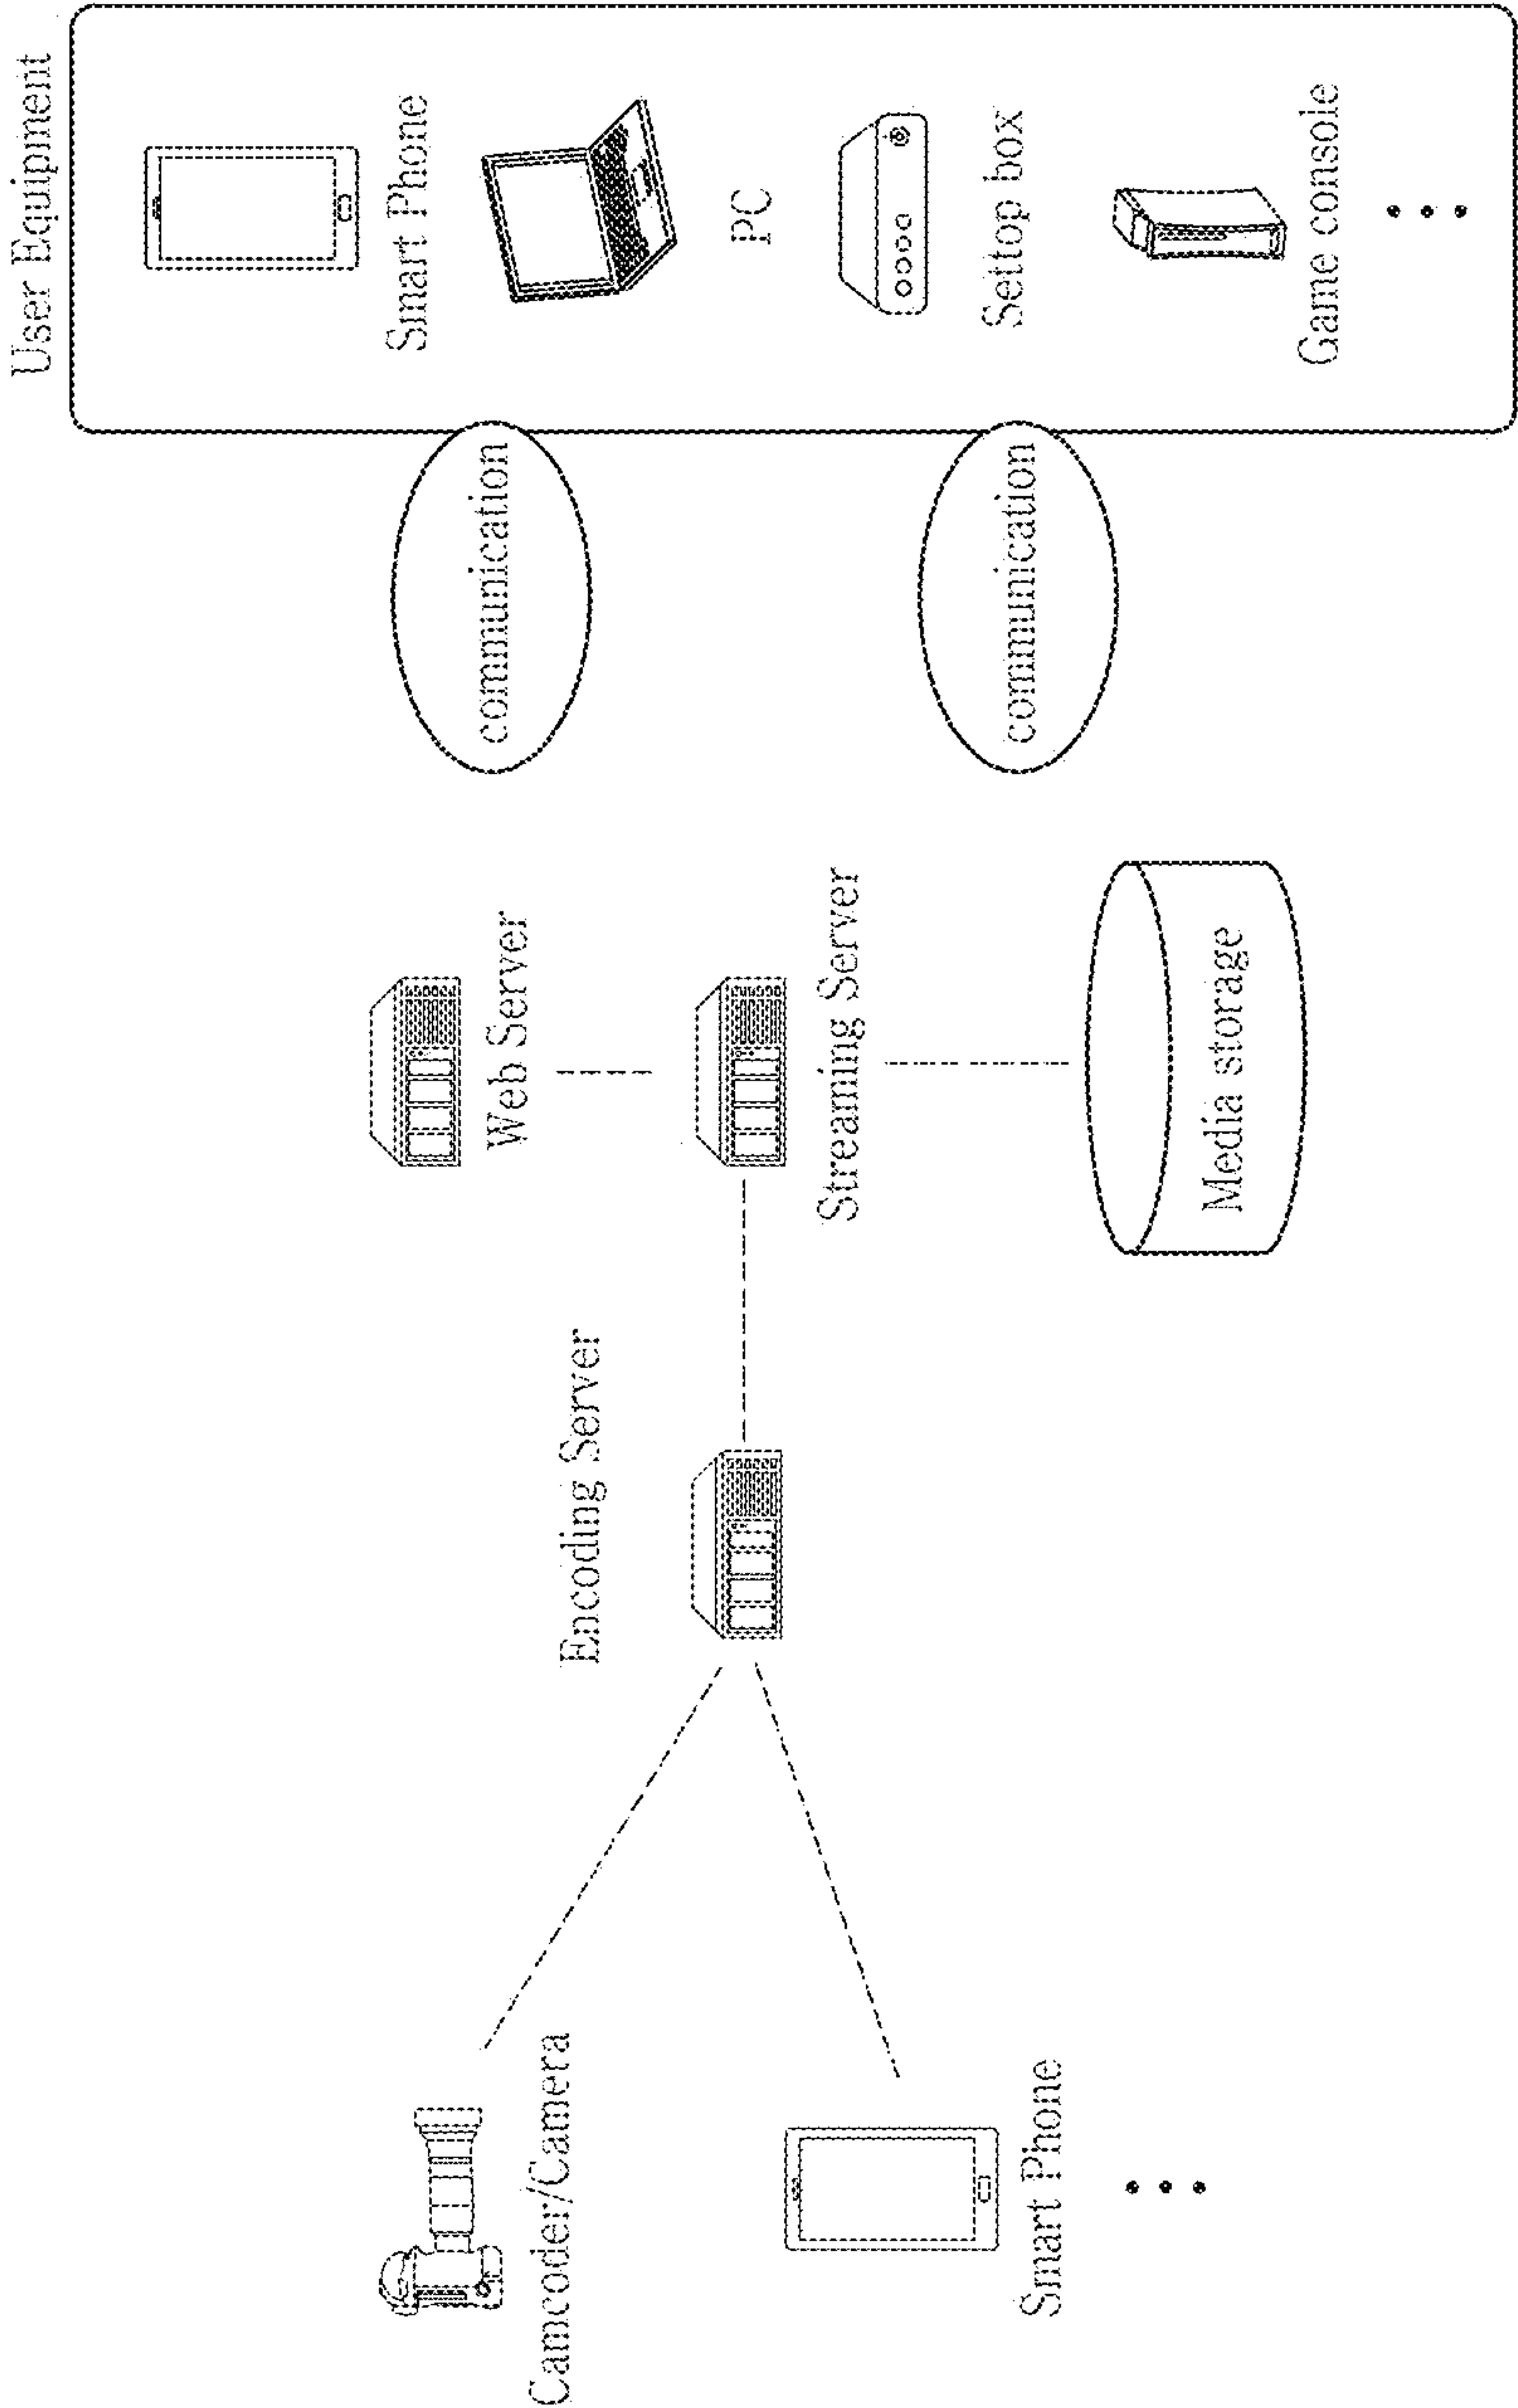 Camcoder/Camera
Smart Phone
Encoding Server
Web Server
Streaming Server
Media storage
communication
communication
User Equipment
Smart Phone
PC
Settop box
Game console